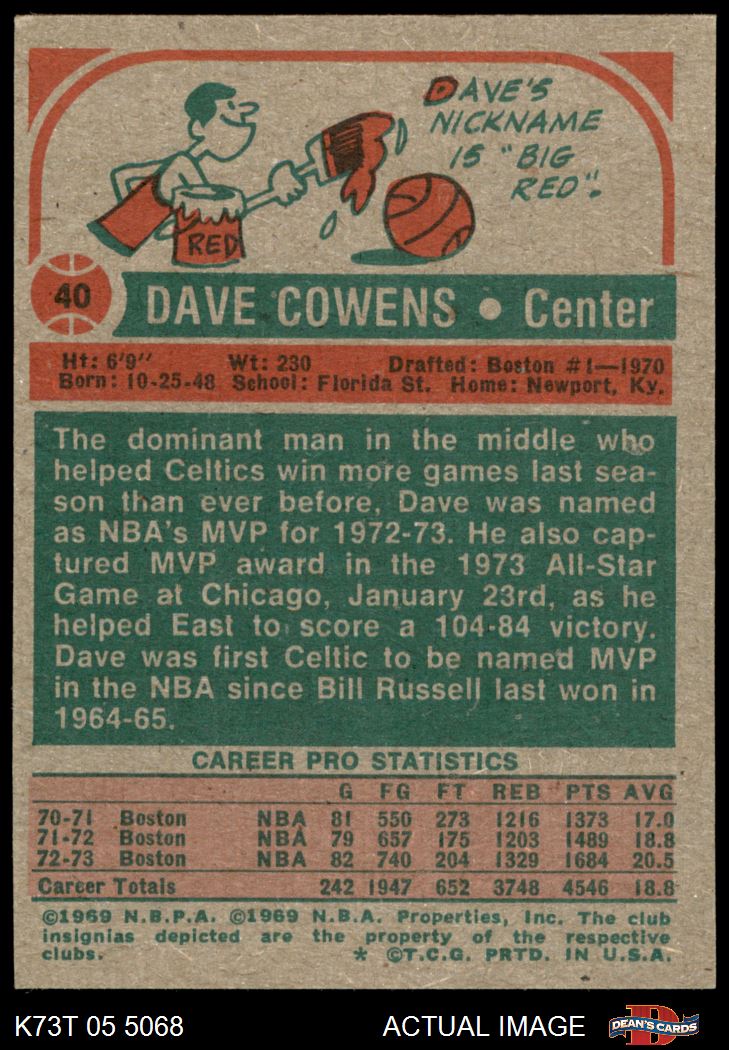 DAVE'S
NICKNAME
IS "BIG
RED".
RED
40 DAVE COWENS • Center
Ht: 6'9" Wt: 230 Drafted: Boston #1—1970
Born: 10-25-48 School: Florida St. Home: Newport, Ky.
The dominant man in the middle who
helped Celtics win more games last sea-
son than ever before, Dave was named
as NBA's MVP for 1972-73. He also cap-
tured MVP award in the 1973 All-Star
Game at Chicago, January 23rd, as he
helped East to score a 104-84 victory.
Dave was first Celtic to be named MVP
in the NBA since Bill Russell last won in
1964-65.
CAREER PRO STATISTICS
G FG FT REB PTS AVG
70-71 Boston NBA 81 550 273 1216 1373 17.0
71-72 Boston NBA 79 657 175 1203 1489 18.8
72-73 Boston NBA 82 740 204 1329 1684 20.5
Career Totals 242 1947 652 3748 4546 18.8
©1969 N.B.P.A. ©1969 N.B.A. Properties, Inc. The club
insignias depicted are the property of the respective
clubs. * ©T.C.G. PRTD. IN U.S.A.
K73T 05 5068 ACTUAL IMAGE DEAN'S CARDS